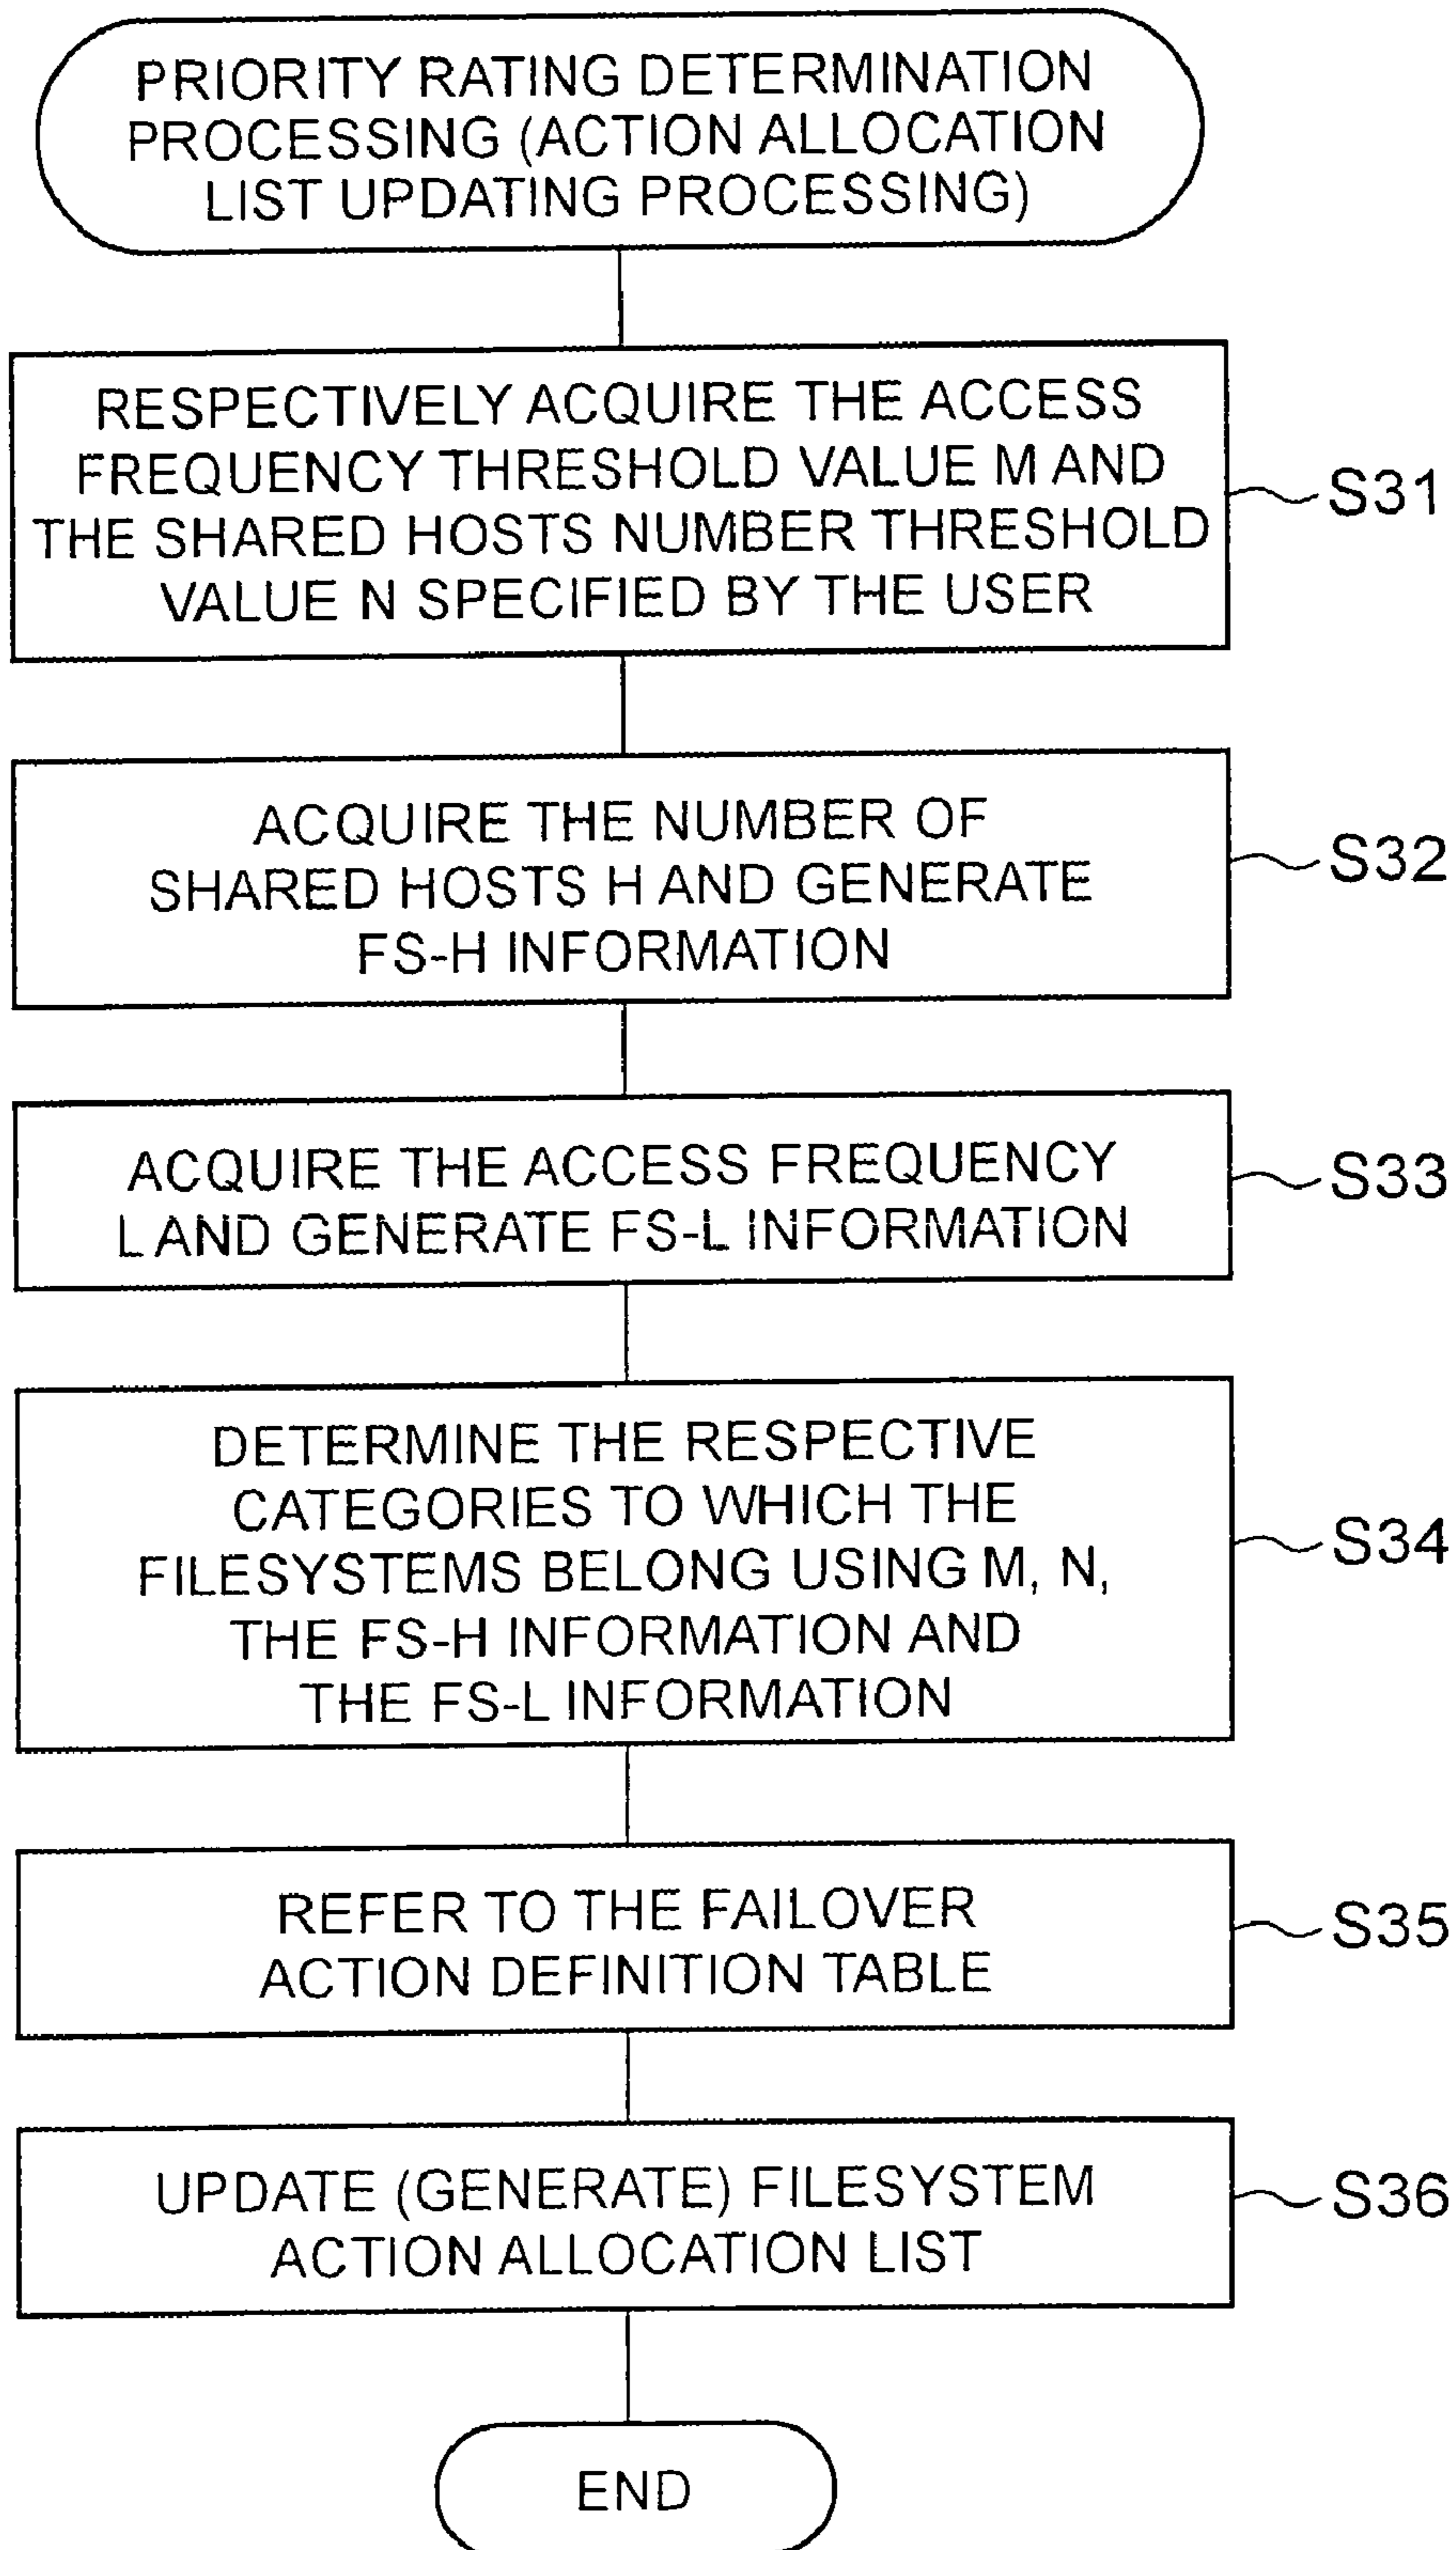 PRIORITY RATING DETERMINATION
PROCESSING (ACTION ALLOCATION
LIST UPDATING PROCESSING)
RESPECTIVELY ACQUIRE THE ACCESS
FREQUENCY THRESHOLD VALUE M AND
THE SHARED HOSTS NUMBER THRESHOLD
VALUE N SPECIFIED BY THE USER
S31
ACQUIRE THE NUMBER OF
SHARED HOSTS H AND GENERATE
FS-H INFORMATION
S32
ACQUIRE THE ACCESS FREQUENCY
L AND GENERATE FS-L INFORMATION
S33
DETERMINE THE RESPECTIVE
CATEGORIES TO WHICH THE
FILESYSTEMS BELONG USING M, N,
THE FS-H INFORMATION AND
THE FS-L INFORMATION
S34
REFER TO THE FAILOVER
ACTION DEFINITION TABLE
S35
UPDATE (GENERATE) FILESYSTEM
ACTION ALLOCATION LIST
S36
END